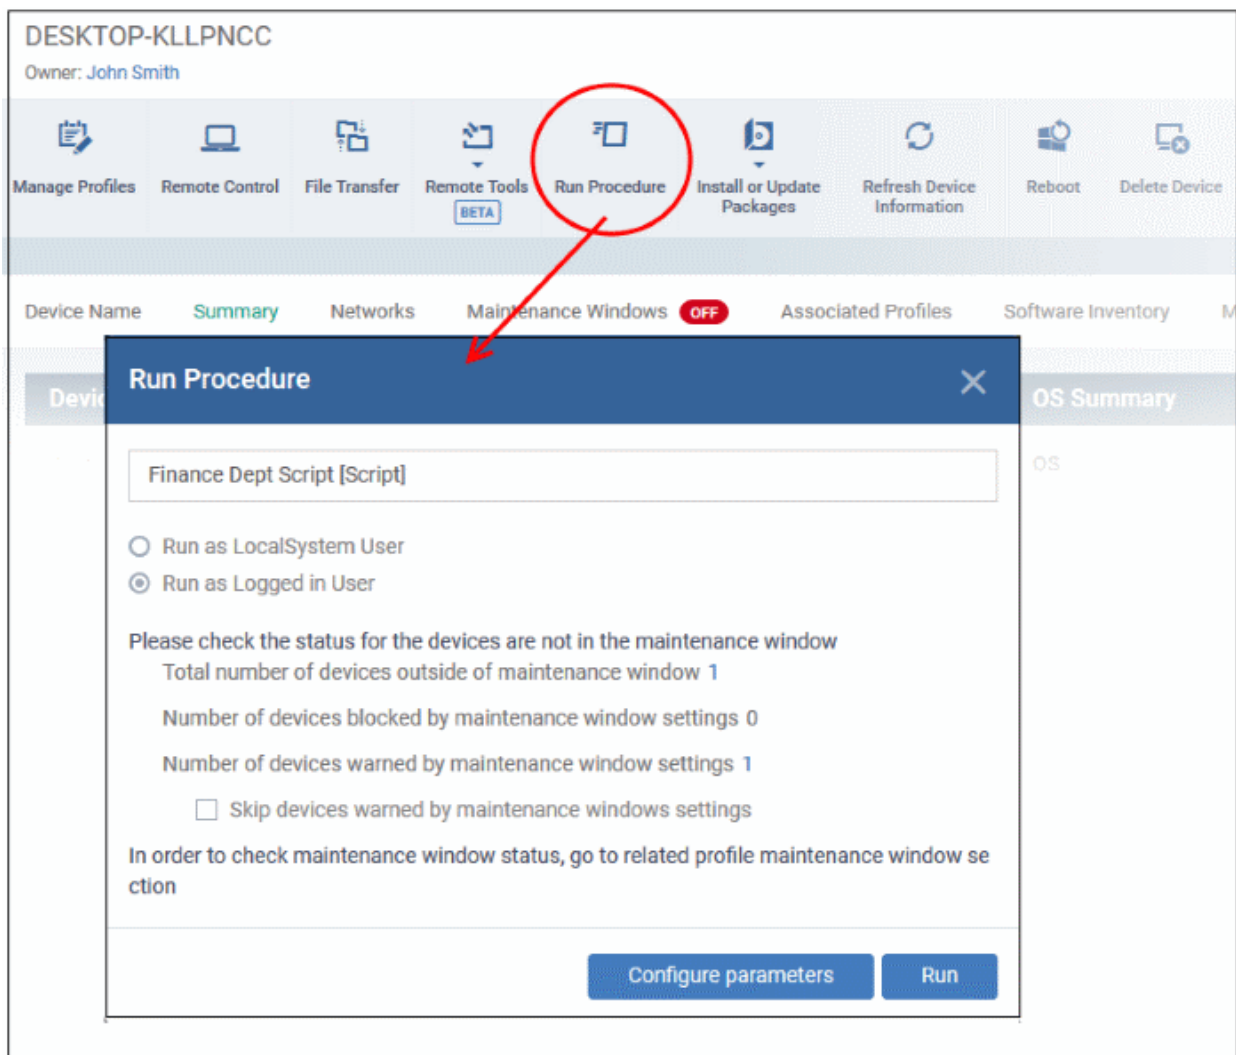 DESKTOP-KLLPNCC
Owner: John Smith
Manage Profiles
Remote Control
File Transfer
Remote Tools
BETA
Run Procedure
Install or Update
Packages
Refresh Device
Information
Reboot
Delete Device
Device Name
Summary
Networks
Maintenance Windows OFF
Associated Profiles
Software Inventory
M
Devic
OS Summary
OS
Run Procedure
Finance Dept Script [Script]
Run as LocalSystem User
Run as Logged in User
Please check the status for the devices are not in the maintenance window
Total number of devices outside of maintenance window 1
Number of devices blocked by maintenance window settings 0
Number of devices warned by maintenance window settings 1
Skip devices warned by maintenance windows settings
In order to check maintenance window status, go to related profile maintenance window se
ction
Configure parameters
Run